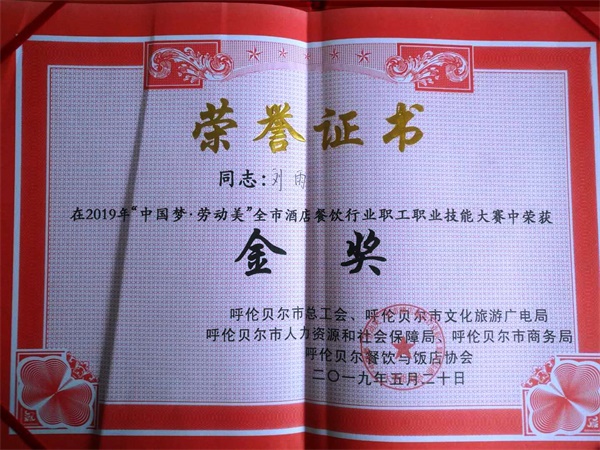 荣誉证书
同志：刘雨
在2019年“中国梦·劳动美”全市酒店餐饮行业职工职业技能大赛中荣获
金奖
呼伦贝尔市总工会、呼伦贝尔市文化旅游广电局
呼伦贝尔市人力资源和社会保障局、呼伦贝尔市商务局
呼伦贝尔餐饮与饭店协会
二〇一九年五月二十日